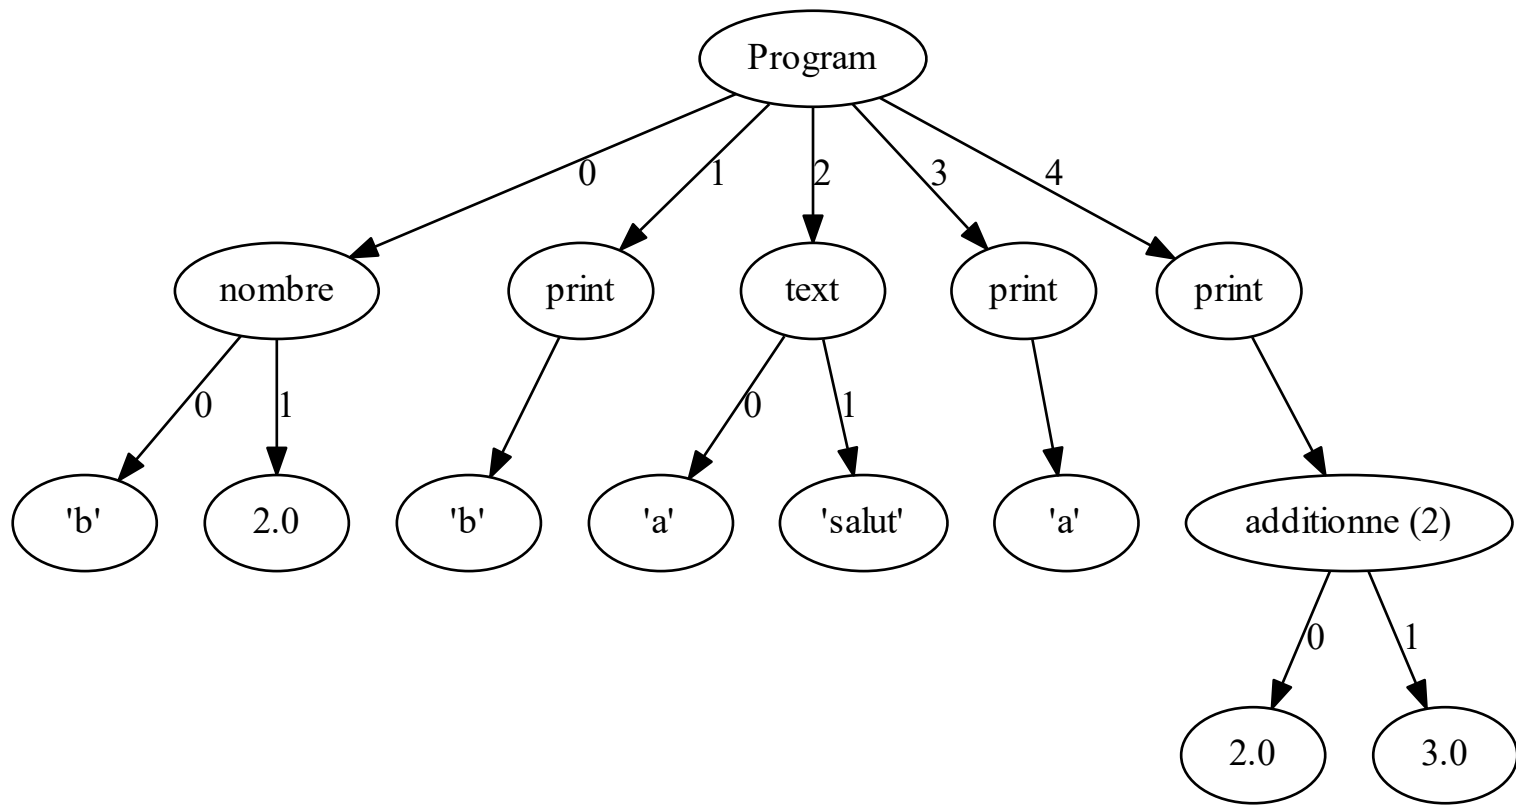 Program
0 1 2 3 4
nombre print text print print
0 1 0 1
'b' 2.0 'b' 'a' 'salut' 'a' additionne (2)
0 1
2.0 3.0